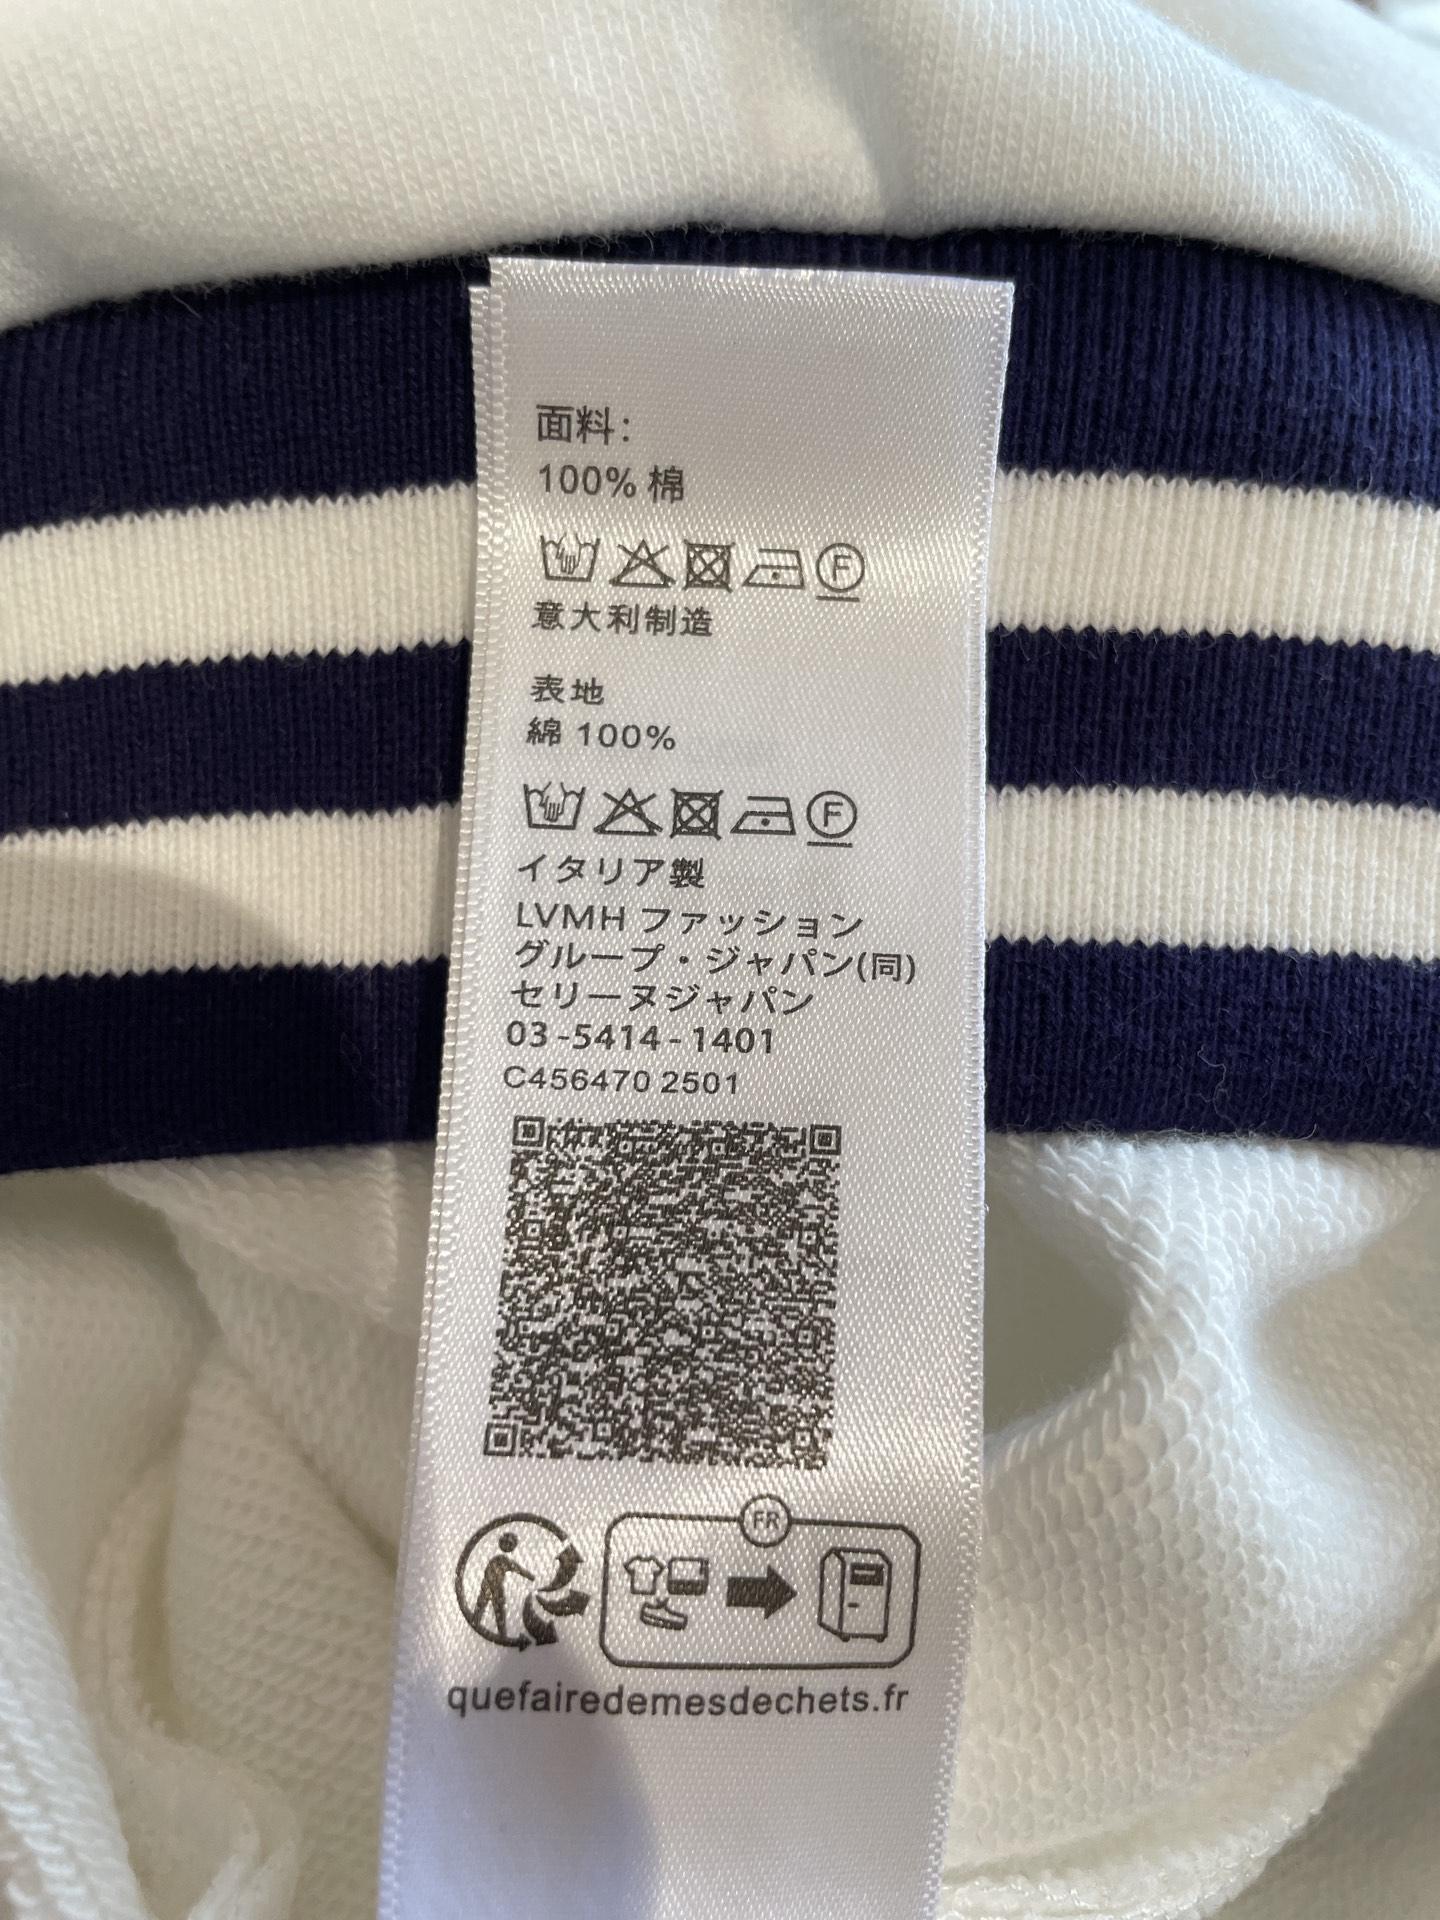 面料:
100% 棉
F
意大利制造
表地
綿 100%
F
イタリア製
LVMH ファッション
グループ・ジャパン(同)
セリーヌジャパン
03-5414-1401
C456470 2501
FR
quefairedemesdechets.fr